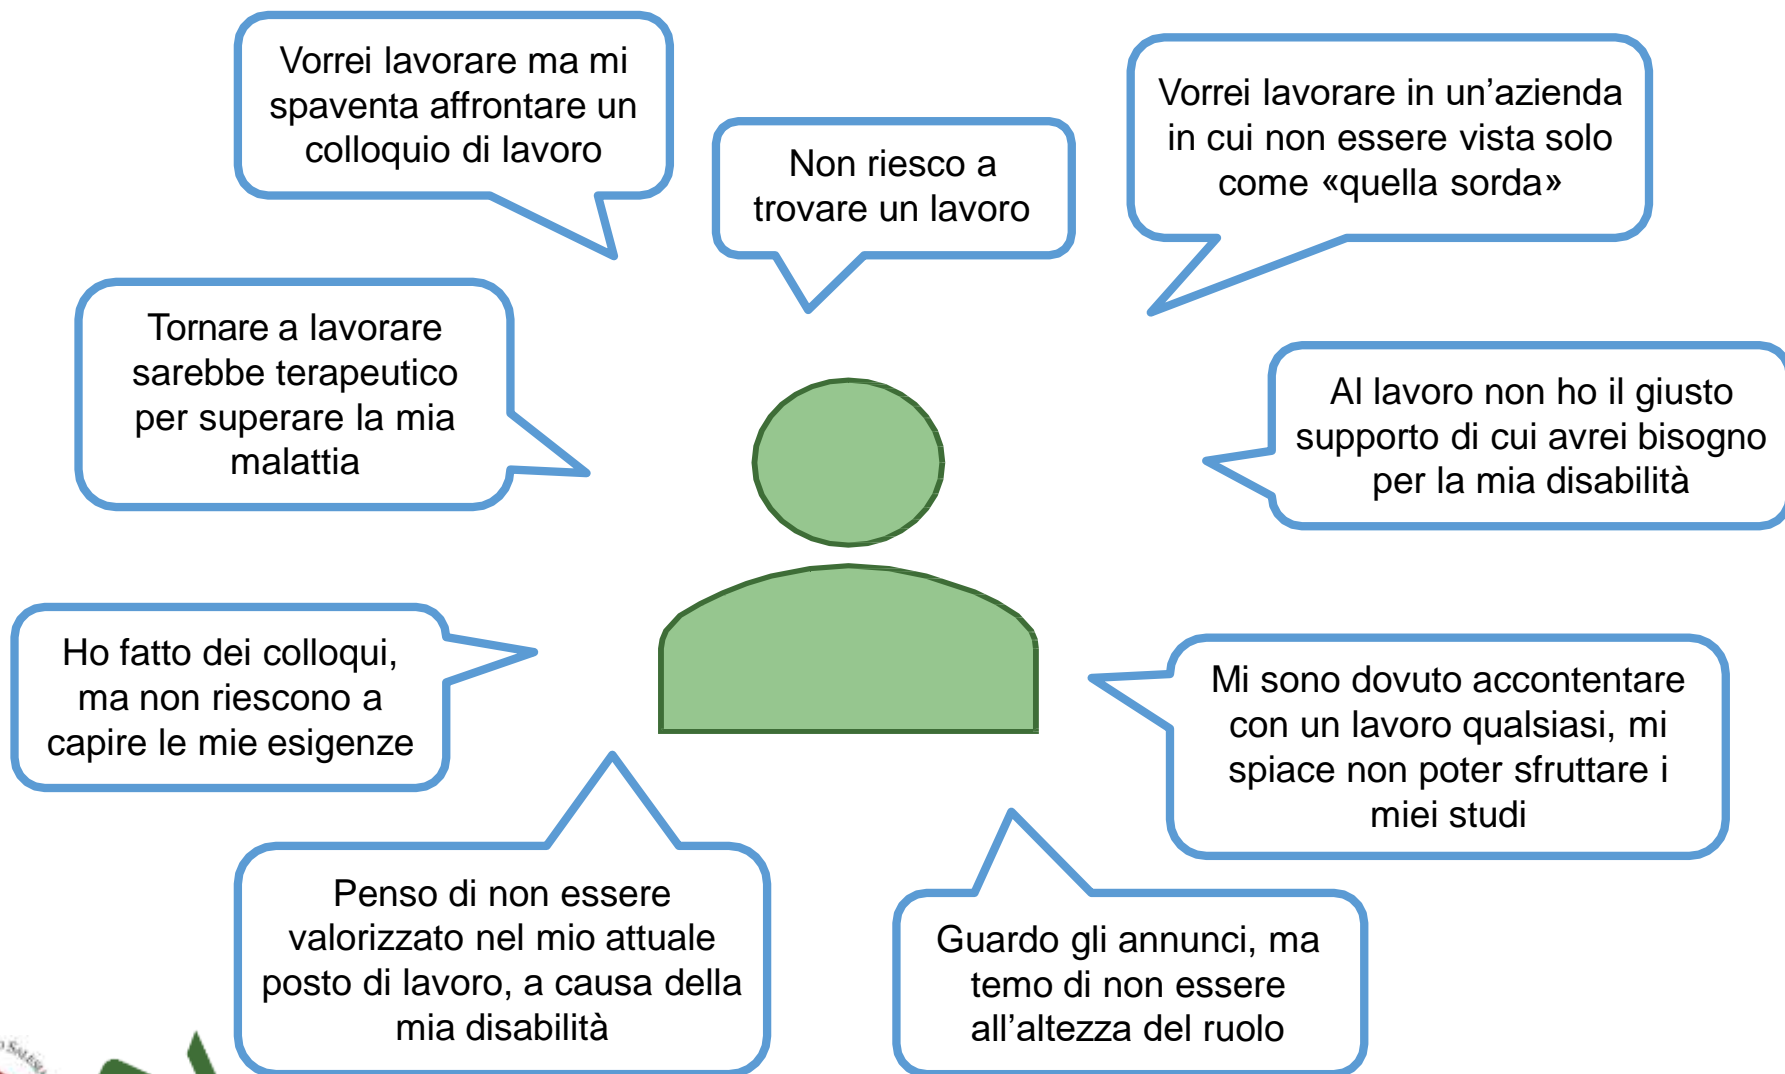 Vorrei lavorare ma mi
spaventa affrontare un
colloquio di lavoro
Non riesco a
trovare un lavoro
Vorrei lavorare in un’azienda
in cui non essere vista solo
come «quella sorda»
Tornare a lavorare
sarebbe terapeutico
per superare la mia
malattia
Al lavoro non ho il giusto
supporto di cui avrei bisogno
per la mia disabilità
Ho fatto dei colloqui,
ma non riescono a
capire le mie esigenze
Mi sono dovuto accontentare
con un lavoro qualsiasi, mi
spiace non poter sfruttare i
miei studi
Penso di non essere
valorizzato nel mio attuale
posto di lavoro, a causa della
mia disabilità
Guardo gli annunci, ma
temo di non essere
all’altezza del ruolo